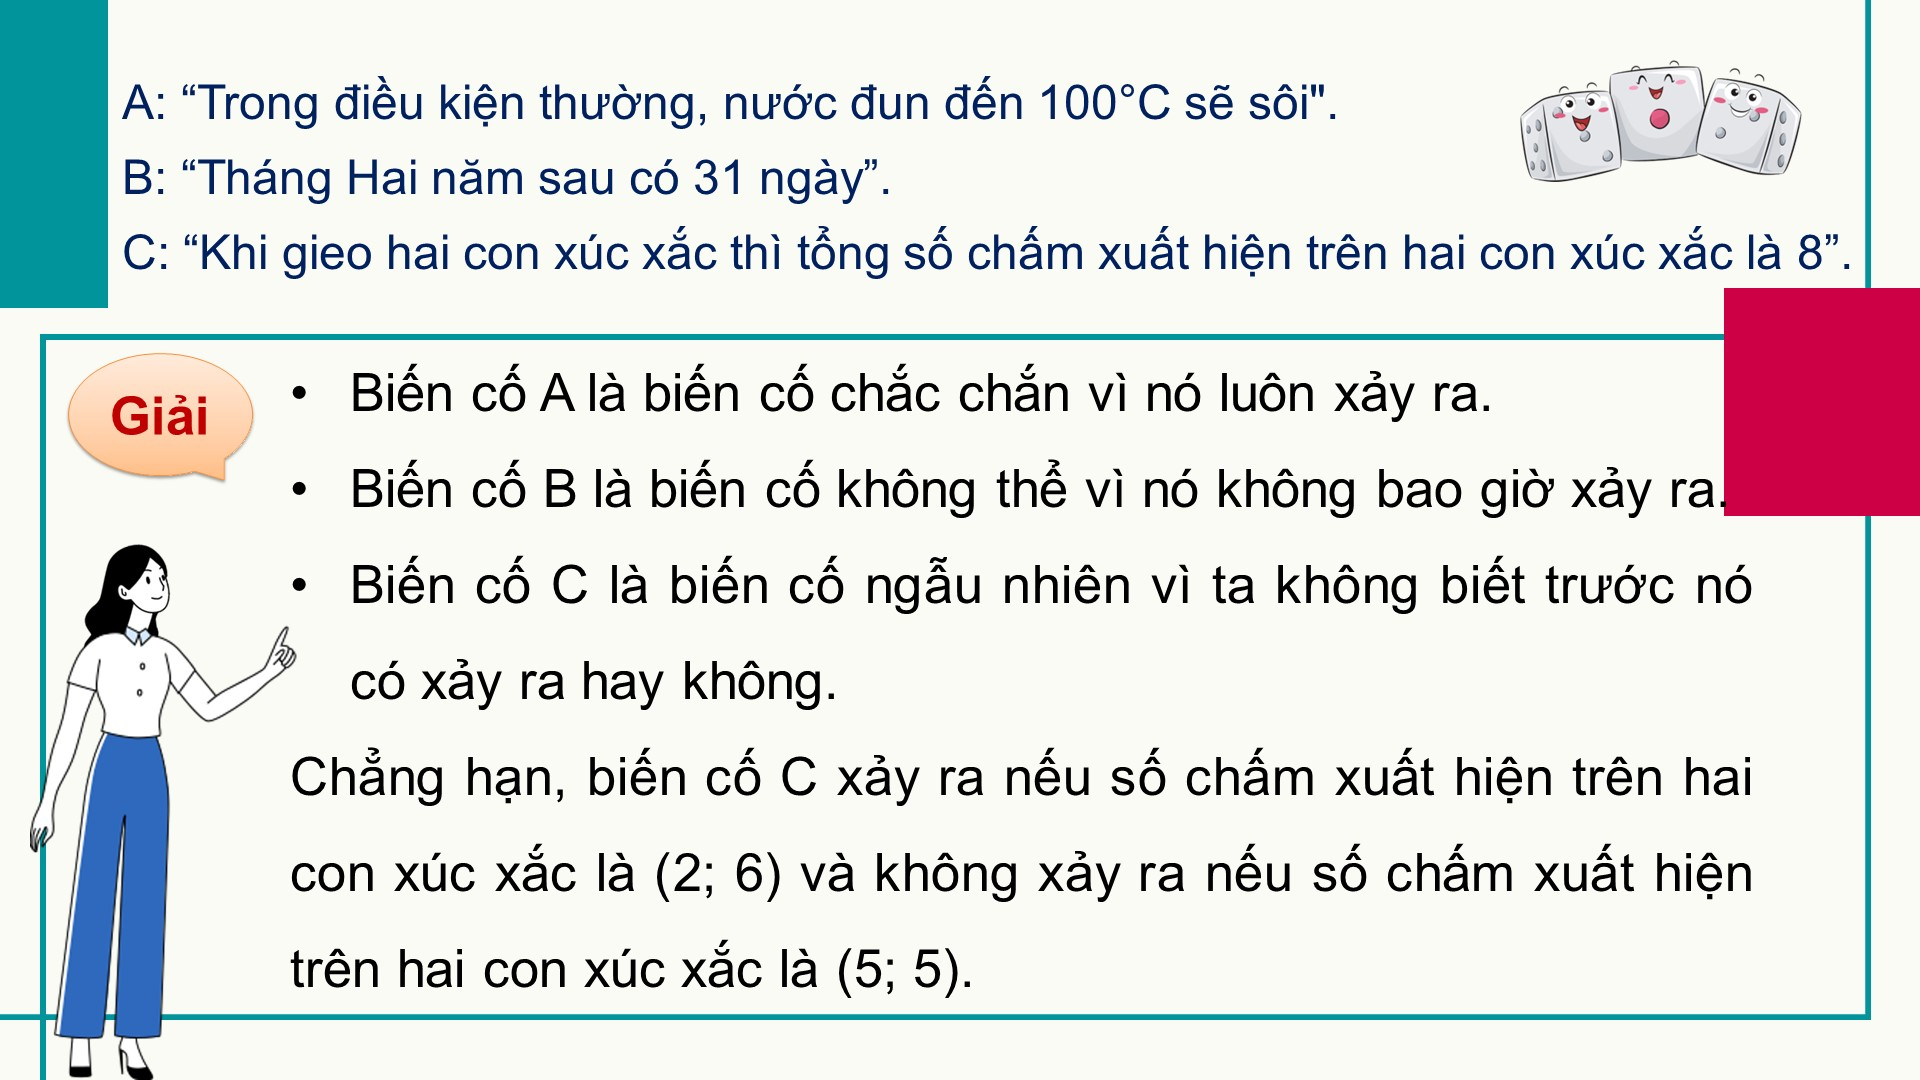 A: “Trong điều kiện thường, nước đun đến 100°C sẽ sôi".
B: “Tháng Hai năm sau có 31 ngày”.
C: “Khi gieo hai con xúc xắc thì tổng số chấm xuất hiện trên hai con xúc xắc là 8”.
Giải
• Biến cố A là biến cố chắc chắn vì nó luôn xảy ra.
• Biến cố B là biến cố không thể vì nó không bao giờ xảy ra.
• Biến cố C là biến cố ngẫu nhiên vì ta không biết trước nó
có xảy ra hay không.
Chẳng hạn, biến cố C xảy ra nếu số chấm xuất hiện trên hai
con xúc xắc là (2; 6) và không xảy ra nếu số chấm xuất hiện
trên hai con xúc xắc là (5; 5).